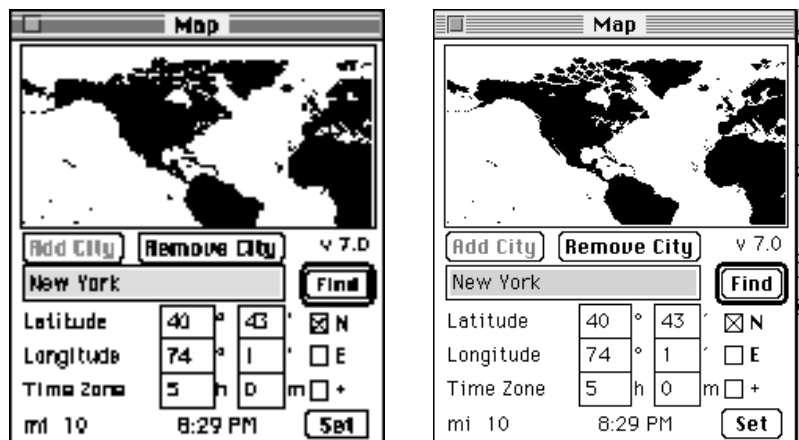 Map
Add City Remove City v 7.0
New York Find
Latitude 40 ° 43 ′ N
Longitude 74 ° 1 ′ E
Time Zone 5 h 0 m +
mi 10 8:29 PM Set
Map
Add City Remove City v 7.0
New York Find
Latitude 40 ° 43 ′ N
Longitude 74 ° 1 ′ E
Time Zone 5 h 0 m +
mi 10 8:29 PM Set